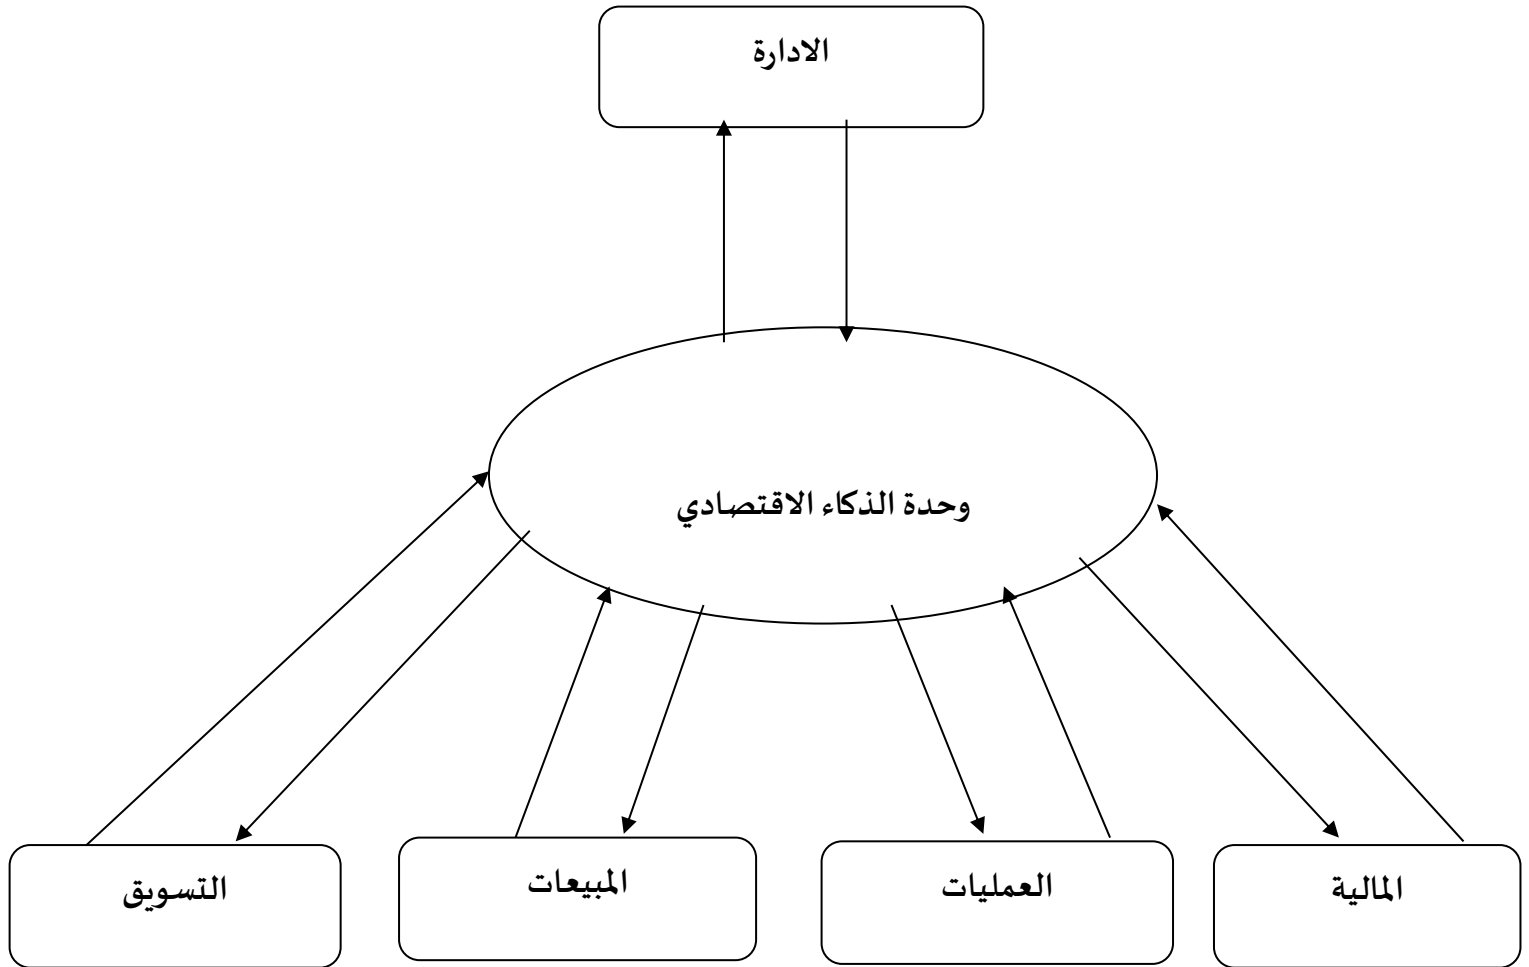 الادارة
وحدة الذكاء الاقتصادي
المالية
العمليات
المبيعات
التسويق